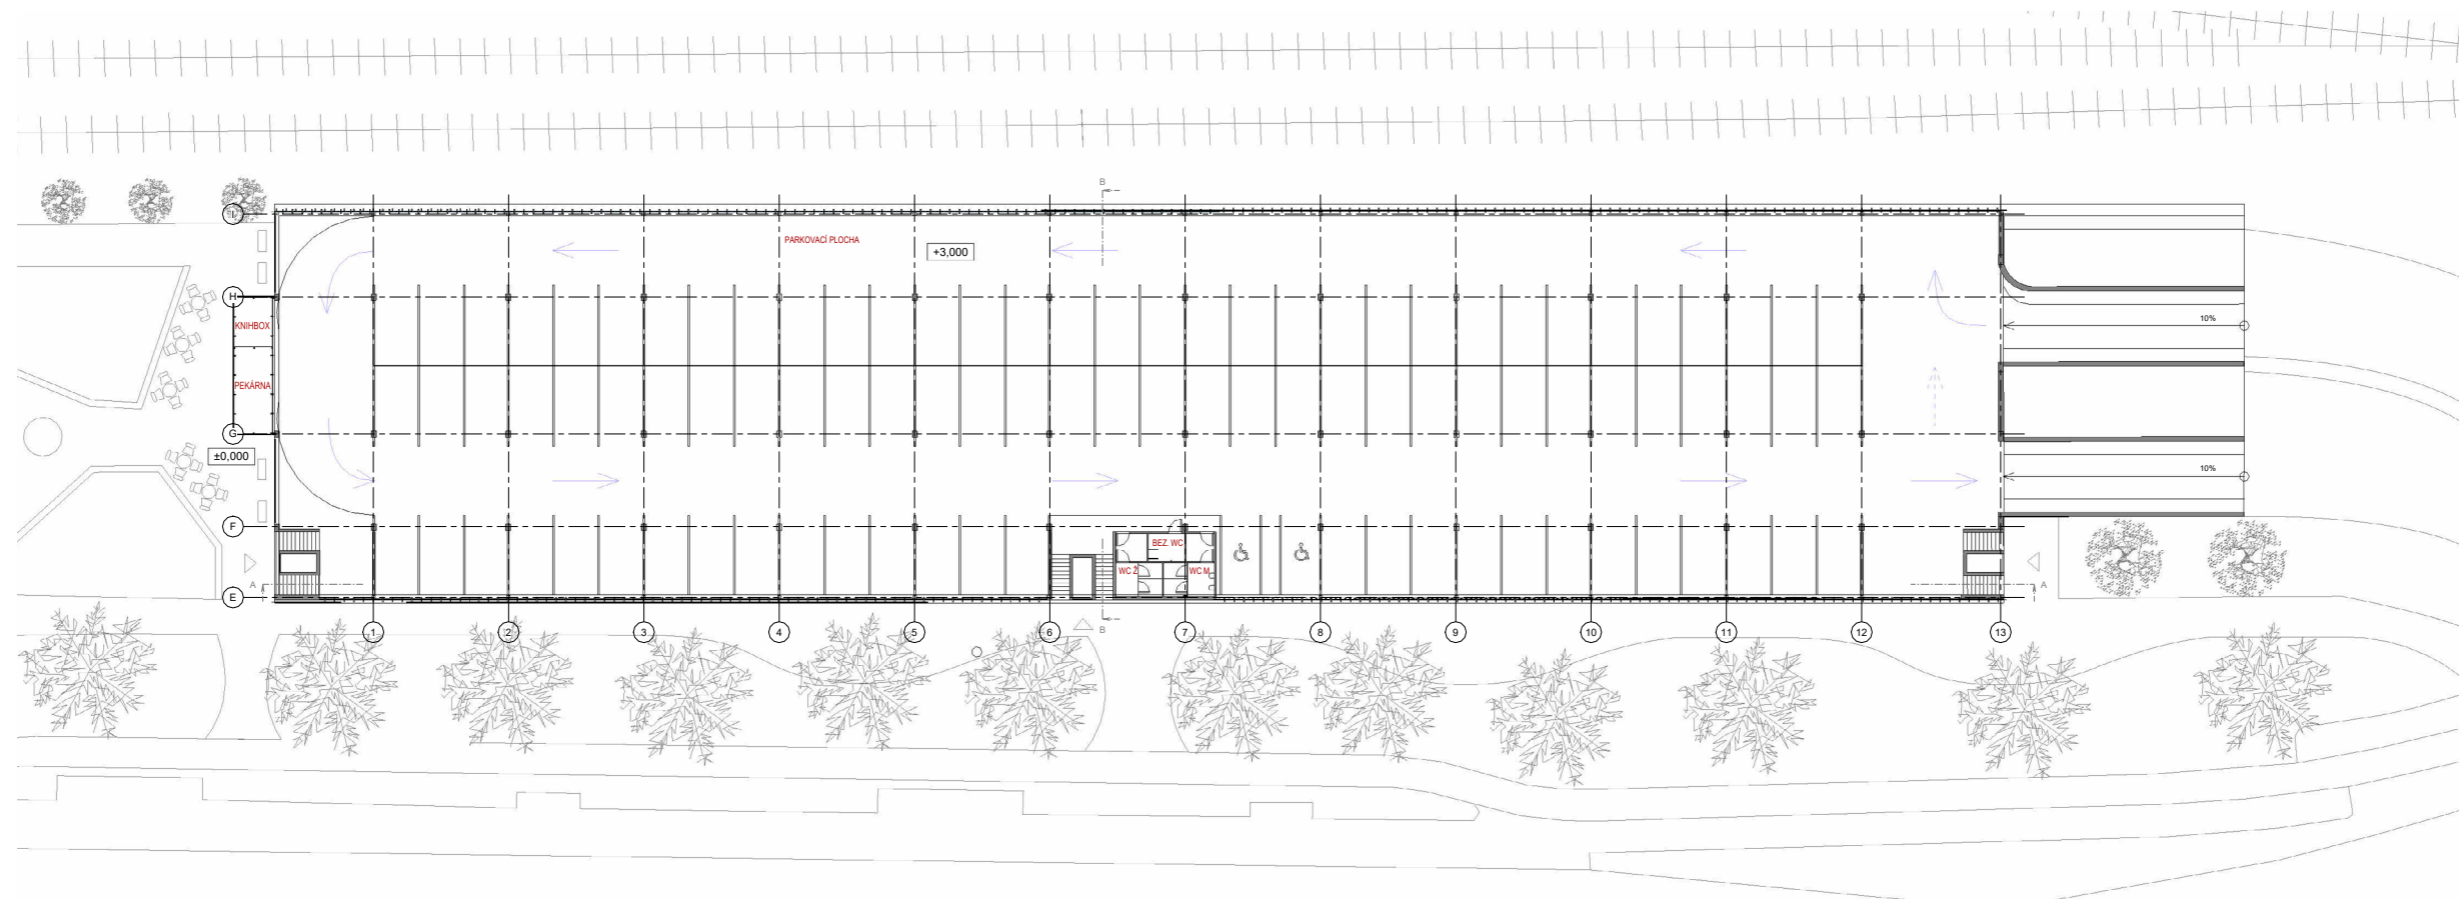 B
I
PARKOVACÍ PLOCHA
+3,000
H
KNIHBOX
10%
PEKÁRNA
G
±0,000
10%
F
BEZ. WC
WC Ž
WC M
A
A
E
1
2
3
4
5
6
B
7
8
9
10
11
12
13